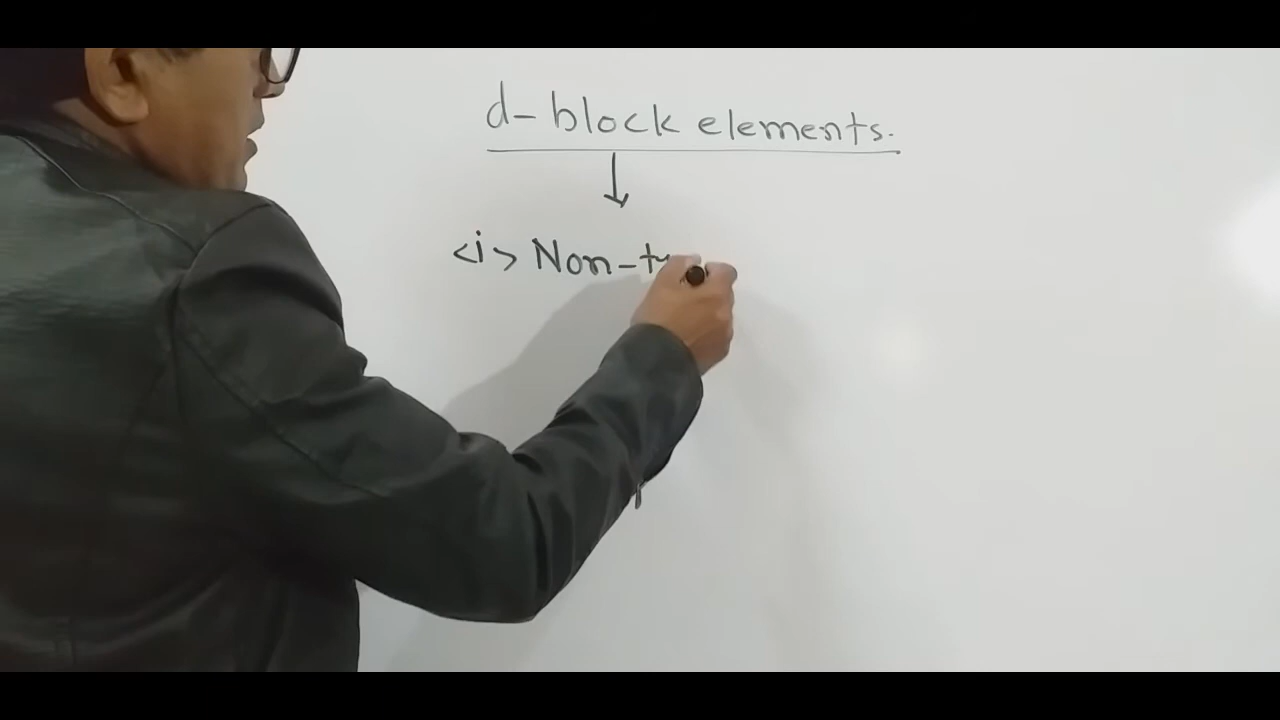 d-block elements.
<i> Non-